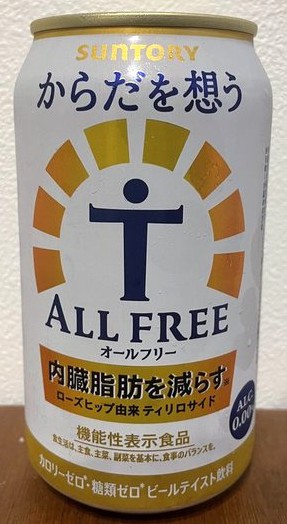 SUNTORY
からだを想う
ALL FREE
オールフリー
内臓脂肪を減らす※
ローズヒップ由来 ティリロサイド
ALC.
0.00%
機能性表示食品
食生活は、主食、主菜、副菜を基本に、食事のバランスを。
カロリーゼロ※・糖類ゼロ※ ビールテイスト飲料